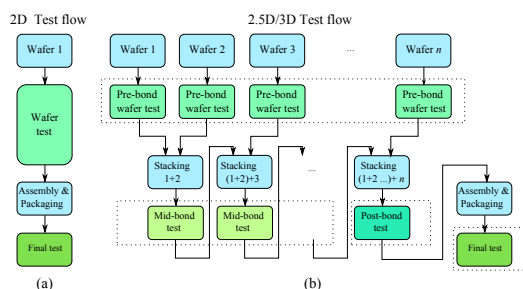 2D Test flow
2.5D/3D Test flow
Wafer 1
Wafer
test
Assembly &
Packaging
Final test
(a)
Wafer 1
Wafer 2
Wafer 3
...
Wafer n
Pre-bond
wafer test
Pre-bond
wafer test
Pre-bond
wafer test
Pre-bond
wafer test
Stacking
1+2
Stacking
(1+2)+3
...
Stacking
(1+2 ...)+ n
Assembly &
Packaging
Mid-bond
test
Mid-bond
test
Post-bond
test
Final test
(b)